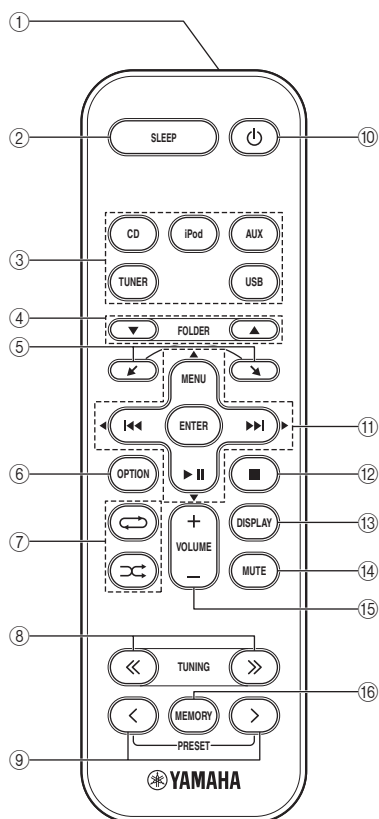 ①
② SLEEP ⑩
CD iPod AUX
③
TUNER USB
④ FOLDER
⑤
MENU
ENTER ⑪
⑥ OPTION ⑫
+
⑦ VOLUME DISPLAY ⑬
–
MUTE ⑭
⑮
⑧ TUNING
⑯
MEMORY
PRESET
⑨
YAMAHA